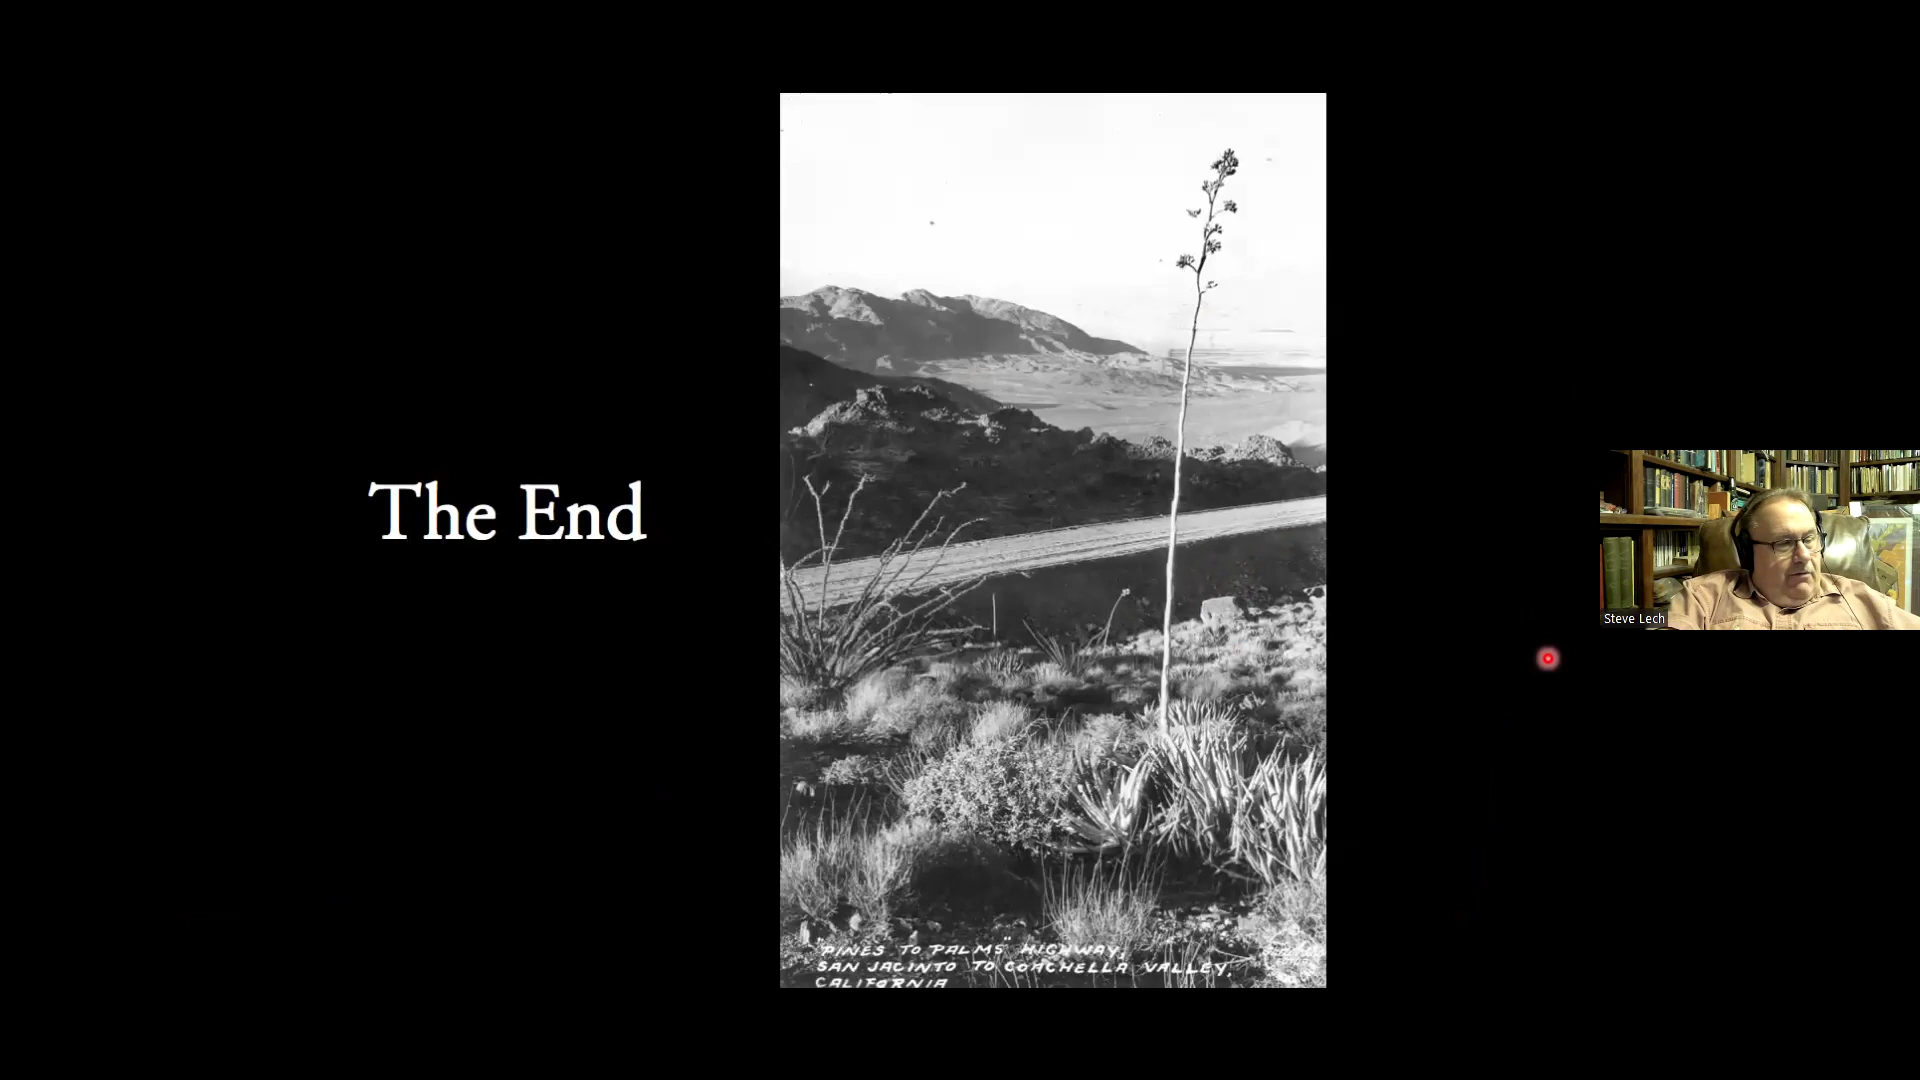 The End
"PINES TO PALMS" HIGHWAY,
SAN JACINTO TO COACHELLA VALLEY,
CALIFORNIA
Steve Lech